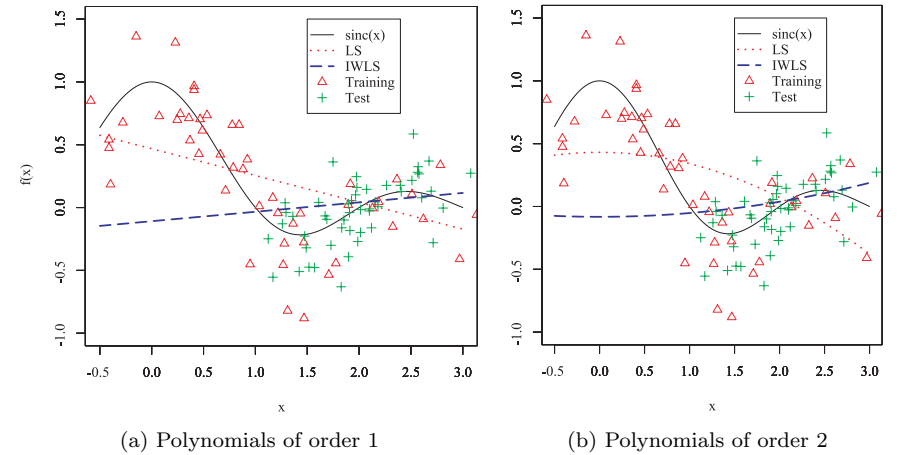 1.5
1.0
0.5
0.0
-0.5
-1.0
f(x)
sinc(x)
LS
IWLS
Training
Test
-0.5 0.0 0.5 1.0 1.5 2.0 2.5 3.0
x
(a) Polynomials of order 1
1.5
1.0
0.5
0.0
-0.5
-1.0
sinc(x)
LS
IWLS
Training
Test
-0.5 0.0 0.5 1.0 1.5 2.0 2.5 3.0
x
(b) Polynomials of order 2